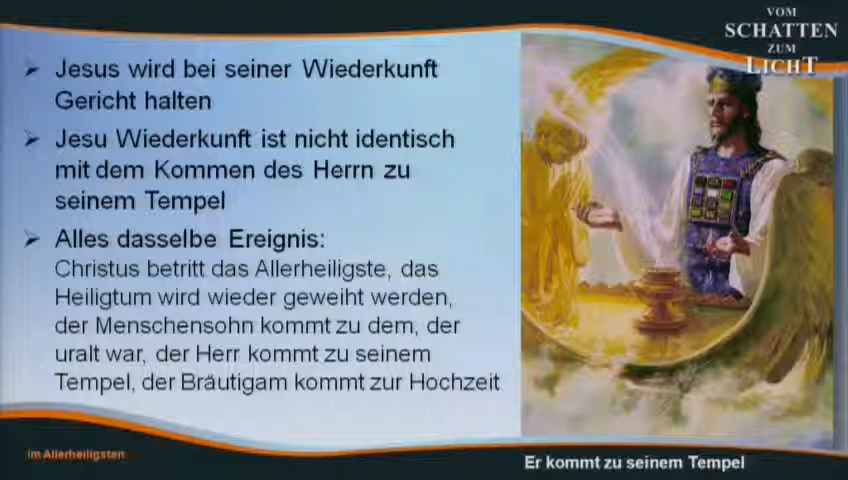 VOM
SCHATTEN
ZUM
LICHT
Jesus wird bei seiner Wiederkunft
Gericht halten
Jesu Wiederkunft ist nicht identisch
mit dem Kommen des Herrn zu
seinem Tempel
Alles dasselbe Ereignis:
Christus betritt das Allerheiligste, das
Heiligtum wird wieder geweiht werden,
der Menschensohn kommt zu dem, der
uralt war, der Herr kommt zu seinem
Tempel, der Bräutigam kommt zur Hochzeit
Im Allerheiligsten
Er kommt zu seinem Tempel